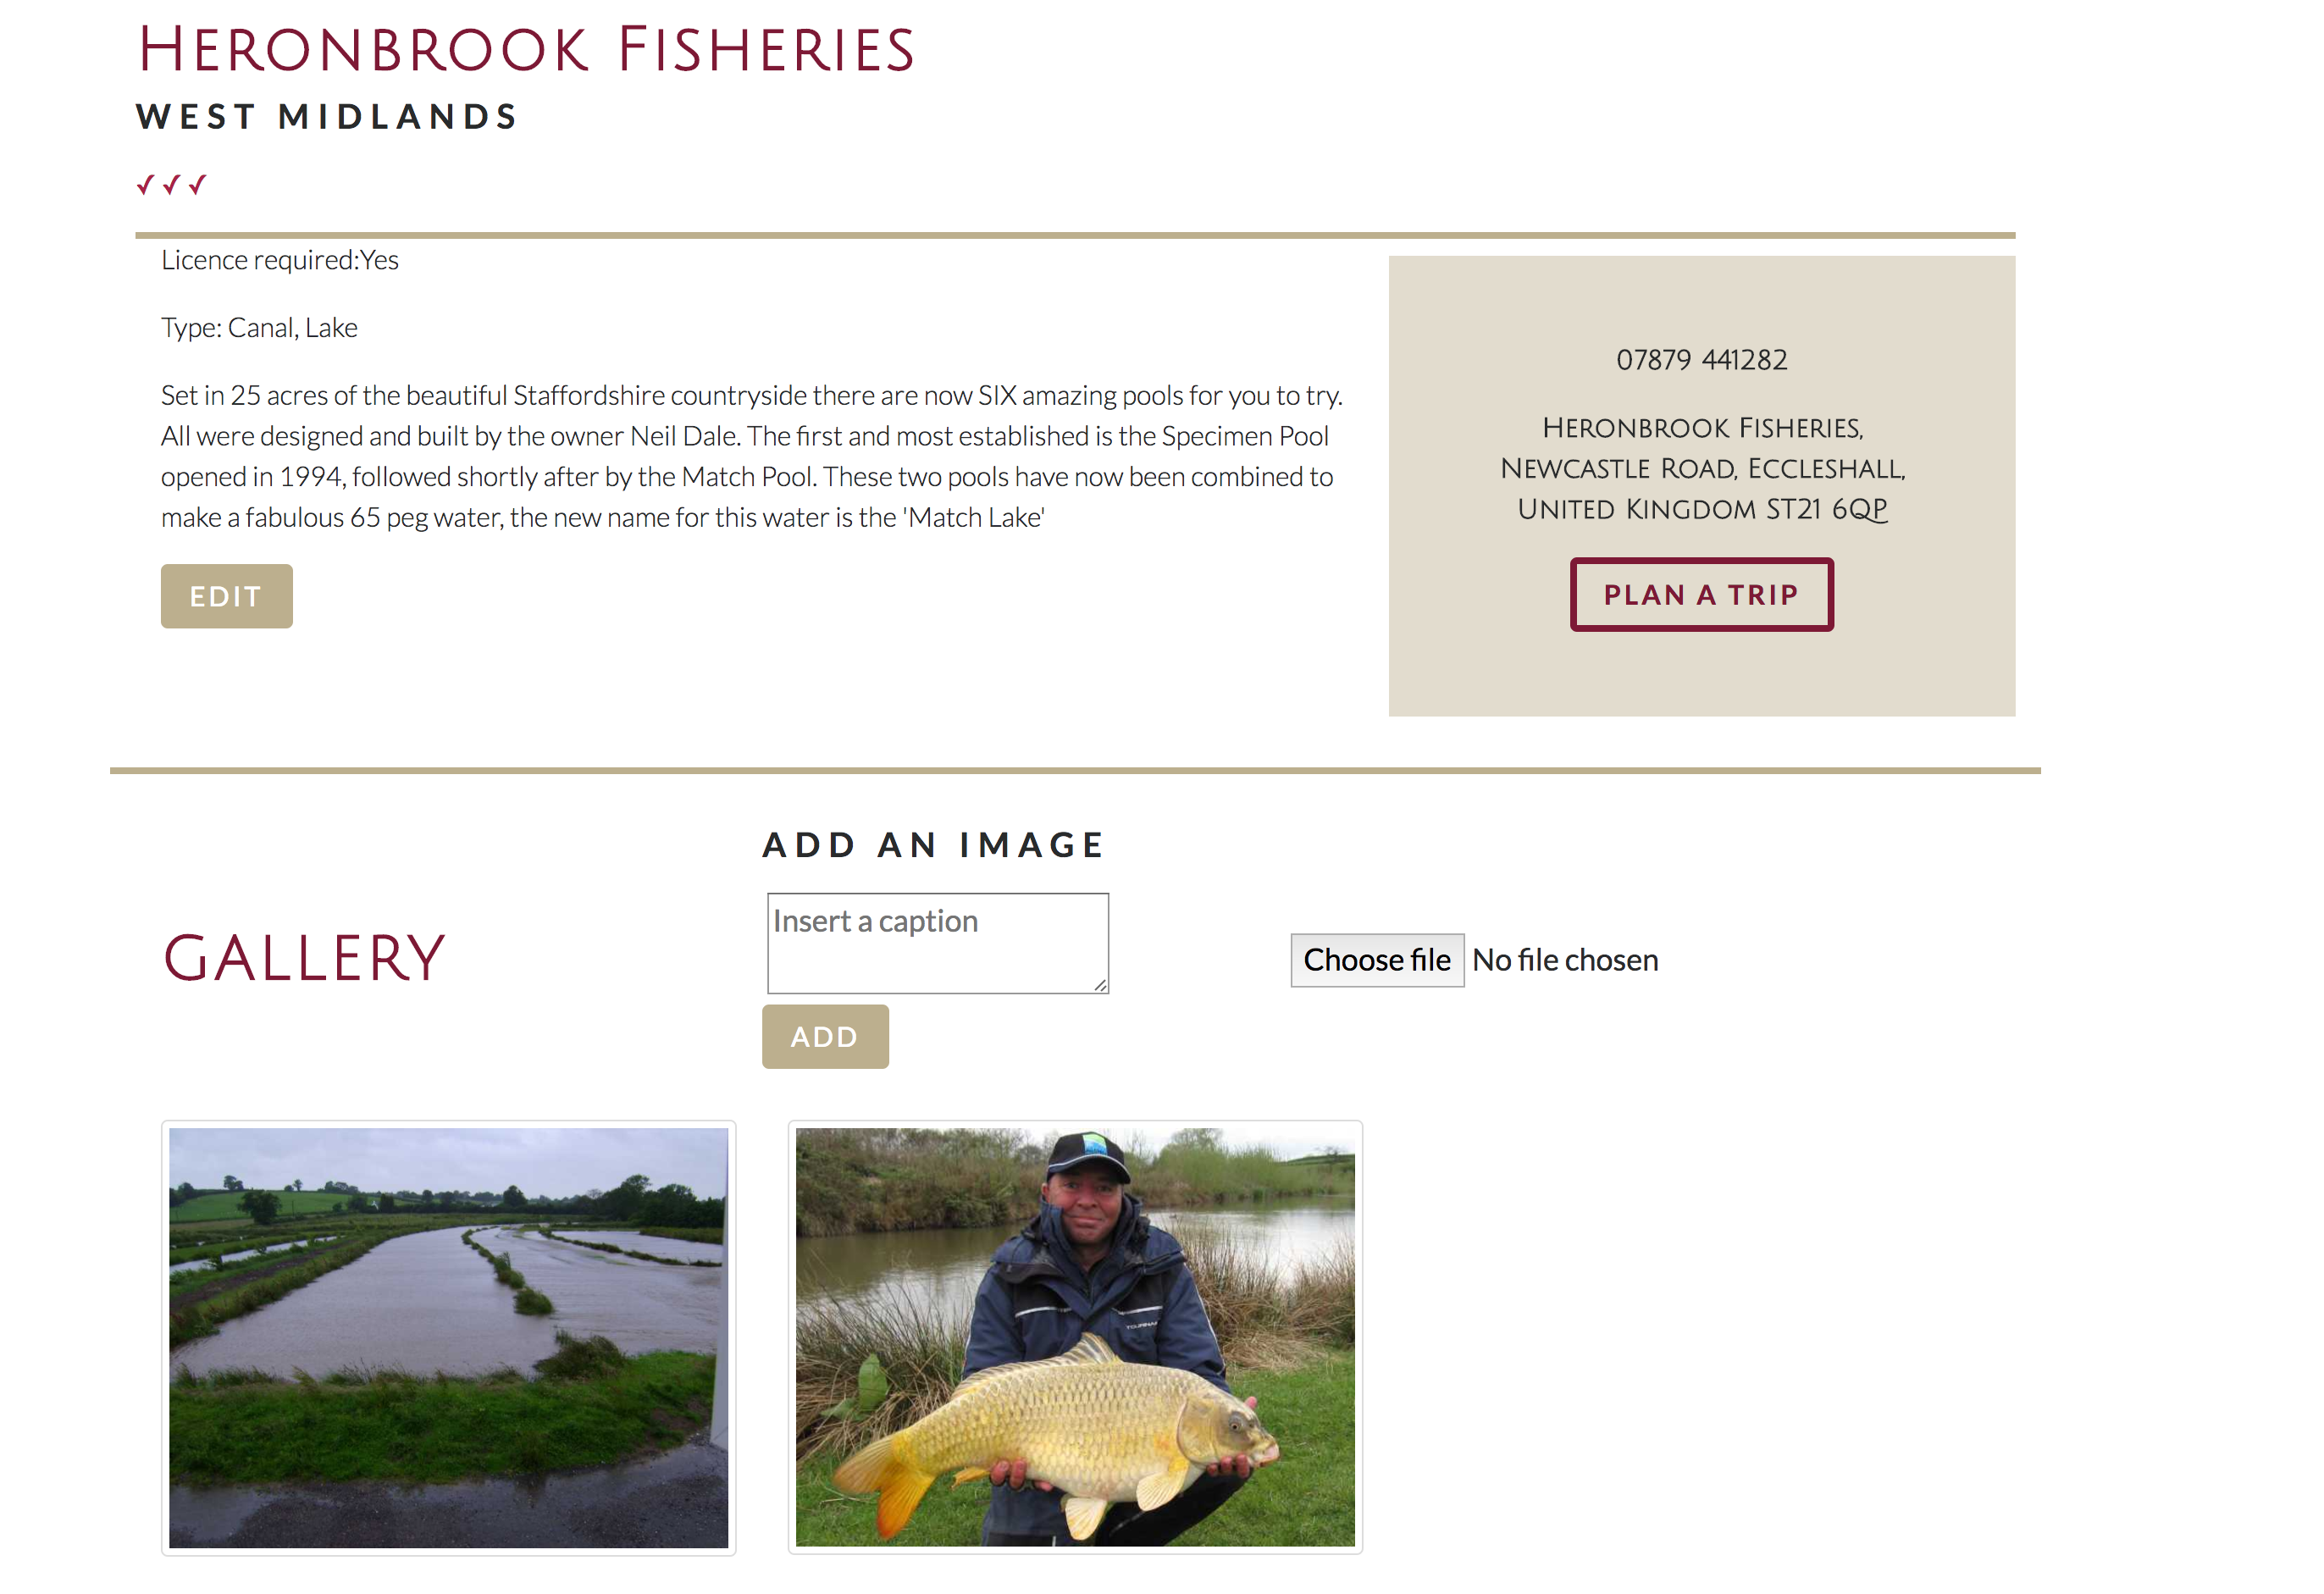 Heronbrook Fisheries
WEST MIDLANDS
✓✓✓
Licence required:Yes
Type: Canal, Lake
Set in 25 acres of the beautiful Staffordshire countryside there are now SIX amazing pools for you to try.
All were designed and built by the owner Neil Dale. The first and most established is the Specimen Pool
opened in 1994, followed shortly after by the Match Pool. These two pools have now been combined to
make a fabulous 65 peg water, the new name for this water is the 'Match Lake'
EDIT
07879 441282
Heronbrook Fisheries,
Newcastle Road, Eccleshall,
United Kingdom ST21 6QP
PLAN A TRIP
GALLERY
ADD AN IMAGE
Insert a caption
Choose file No file chosen
ADD